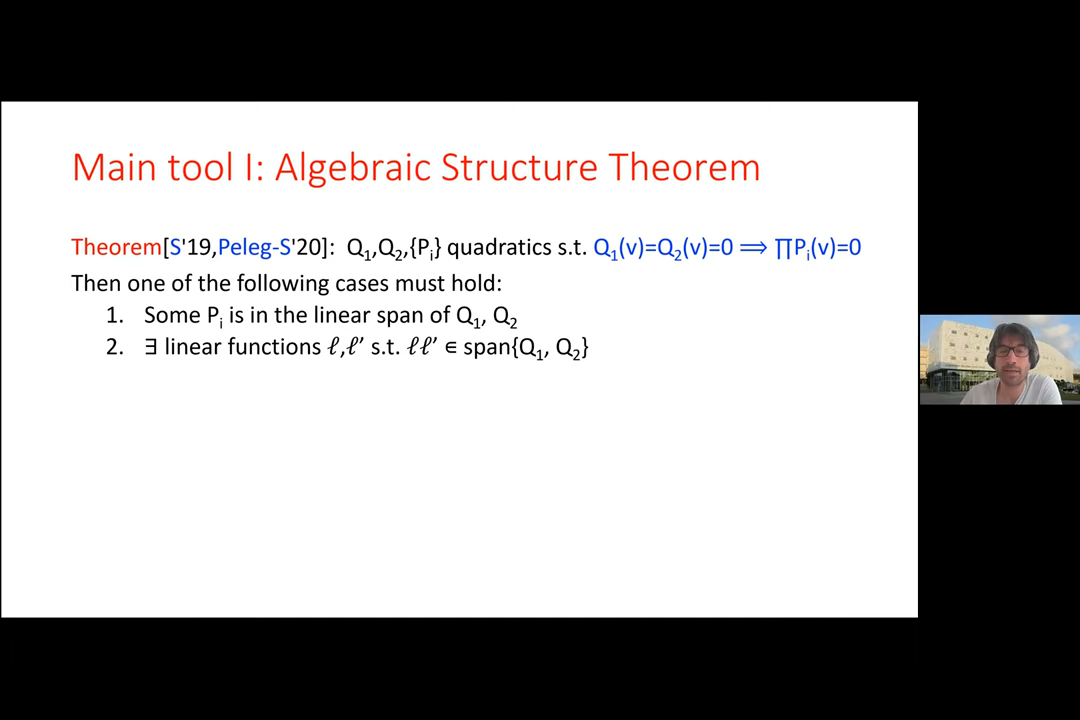 Main tool I: Algebraic Structure Theorem
Theorem[S'19,Peleg-S'20]: Q₁,Q₂,{Pᵢ} quadratics s.t. Q₁(v)=Q₂(v)=0 ⟹ ∏Pᵢ(v)=0
Then one of the following cases must hold:
1. Some Pᵢ is in the linear span of Q₁, Q₂
2. ∃ linear functions ℓ,ℓ’ s.t. ℓℓ’ ∈ span{Q₁, Q₂}